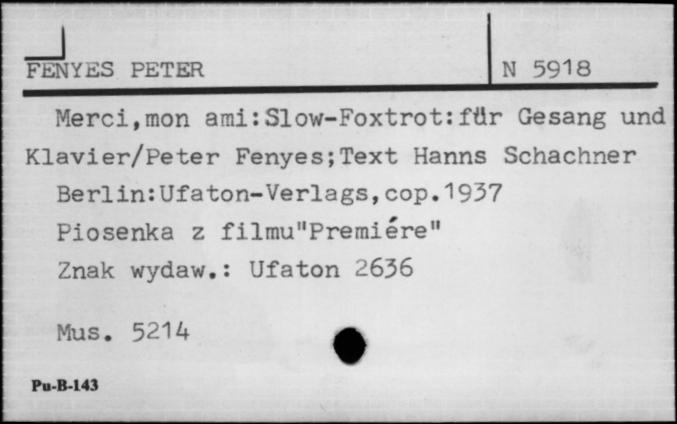 FENYES PETER N 5918
Merci,mon ami:Slow-Foxtrot:für Gesang und
Klavier/Peter Fenyes;Text Hanns Schachner
Berlin:Ufaton-Verlags,cop.1937
Piosenka z filmu"Premiére"
Znak wydaw.: Ufaton 2636
Mus. 5214
Pu-B-143